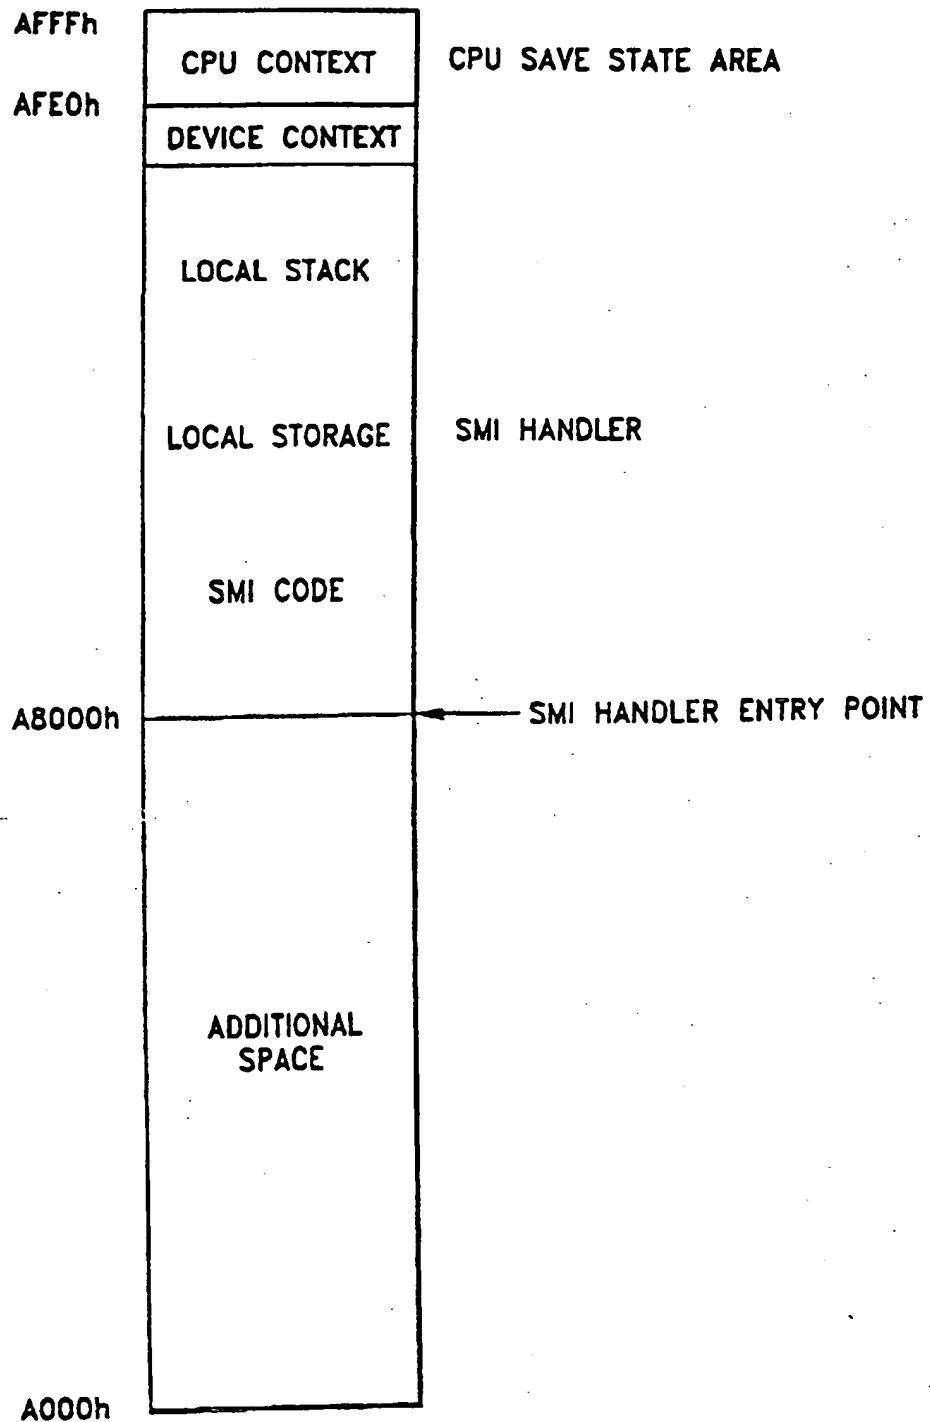 AFFFh
CPU CONTEXT
CPU SAVE STATE AREA
AFE0h
DEVICE CONTEXT
LOCAL STACK
LOCAL STORAGE
SMI HANDLER
SMI CODE
A8000h
SMI HANDLER ENTRY POINT
ADDITIONAL
SPACE
A000h